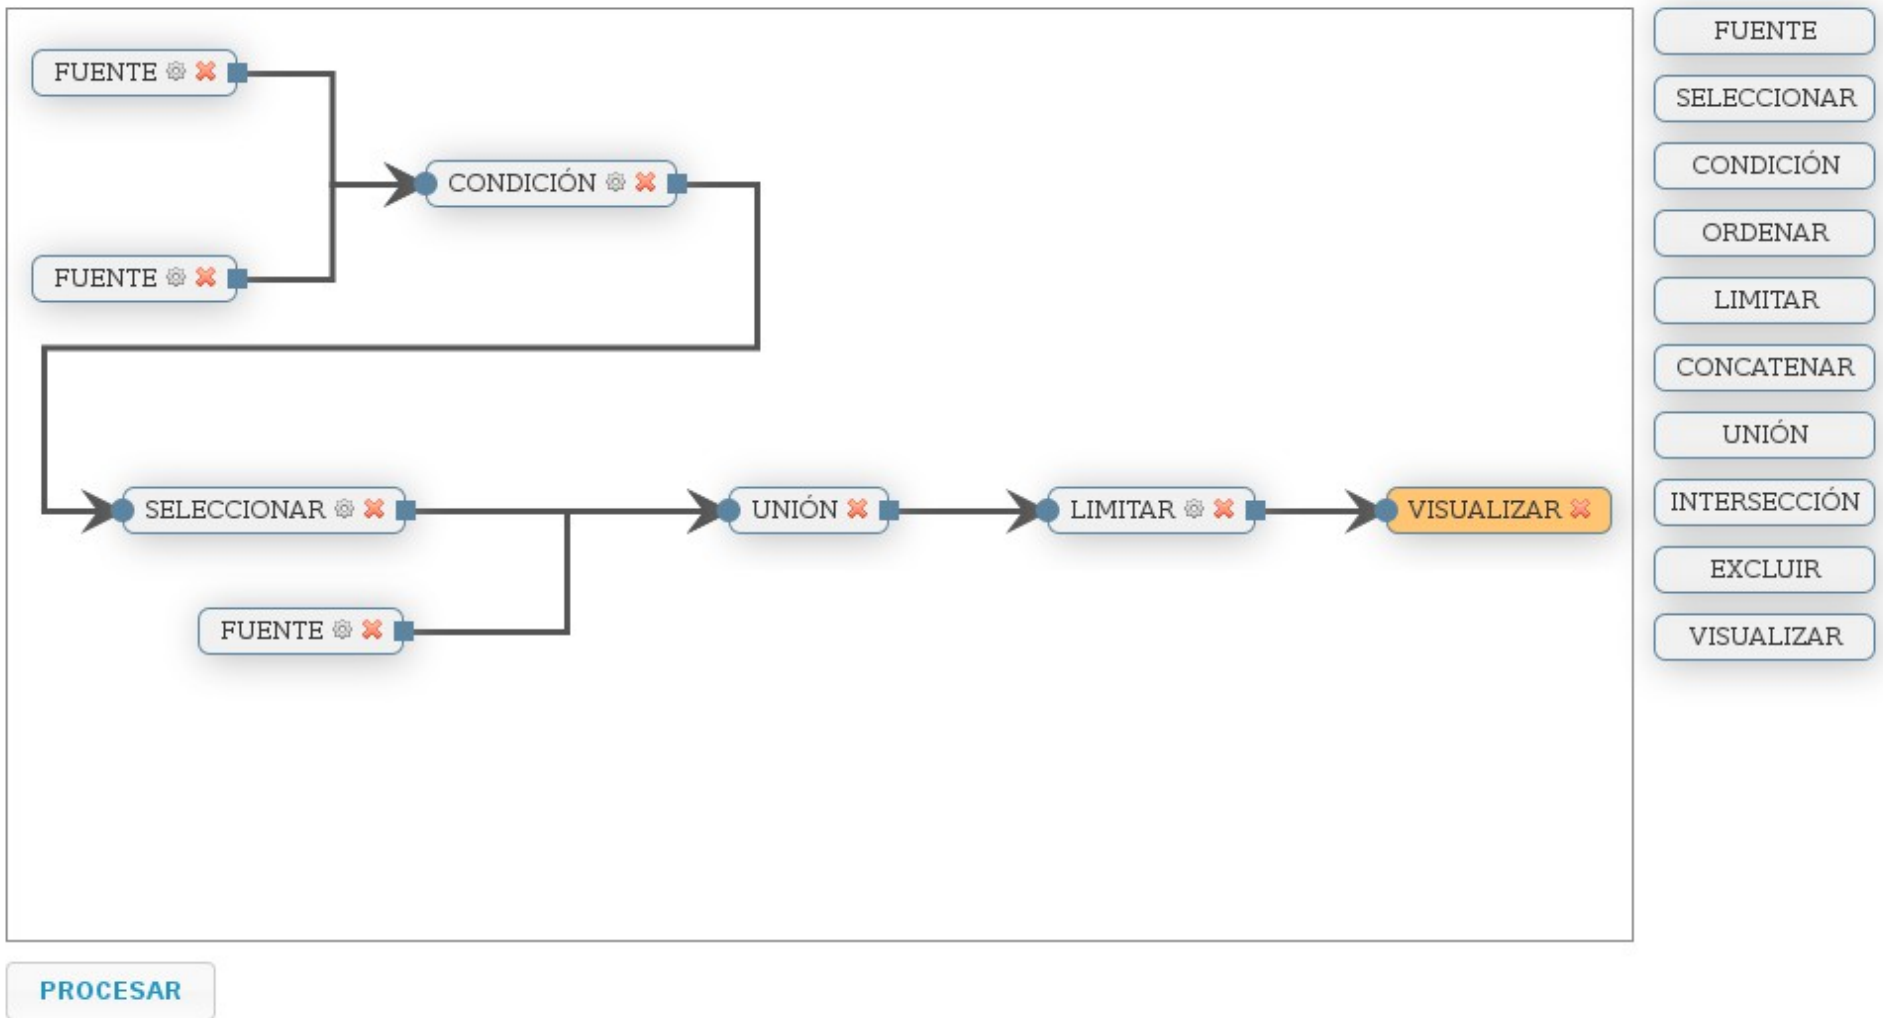 FUENTE
CONDICIÓN
FUENTE
SELECCIONAR
UNIÓN
LIMITAR
VISUALIZAR
FUENTE
PROCESAR
FUENTE
SELECCIONAR
CONDICIÓN
ORDENAR
LIMITAR
CONCATENAR
UNIÓN
INTERSECCIÓN
EXCLUIR
VISUALIZAR